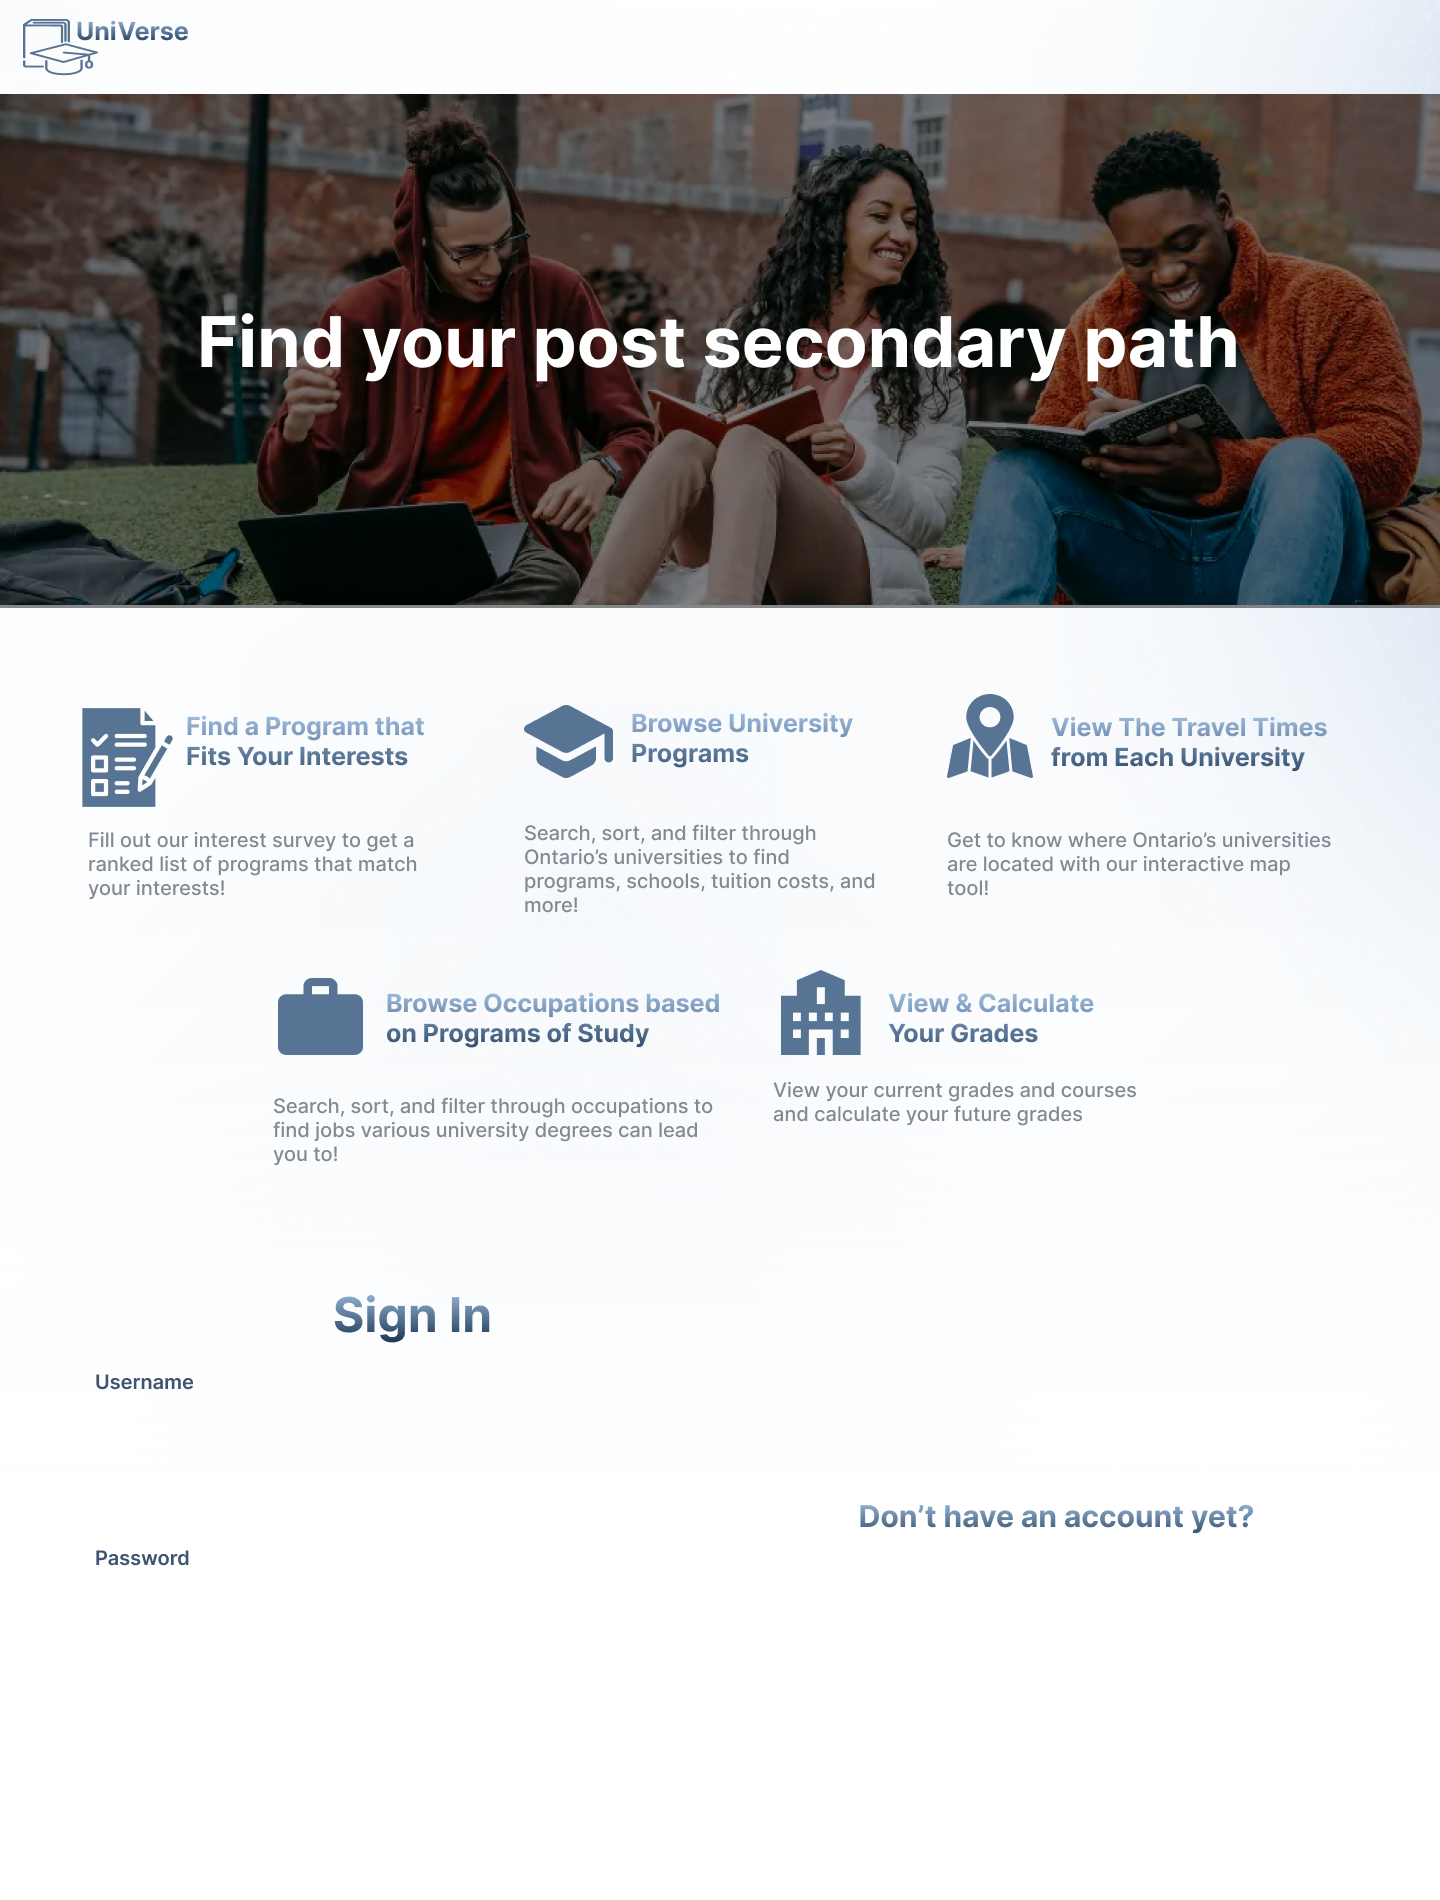 UniVerse
Find your post secondary path
Find a Program that
Fits Your Interests
Fill out our interest survey to get a
ranked list of programs that match
your interests!
Browse University
Programs
Search, sort, and filter through
Ontario’s universities to find
programs, schools, tuition costs, and
more!
View The Travel Times
from Each University
Get to know where Ontario’s universities
are located with our interactive map
tool!
Browse Occupations based
on Programs of Study
Search, sort, and filter through occupations to
find jobs various university degrees can lead
you to!
View & Calculate
Your Grades
View your current grades and courses
and calculate your future grades
Sign In
Username
Password
Don’t have an account yet?